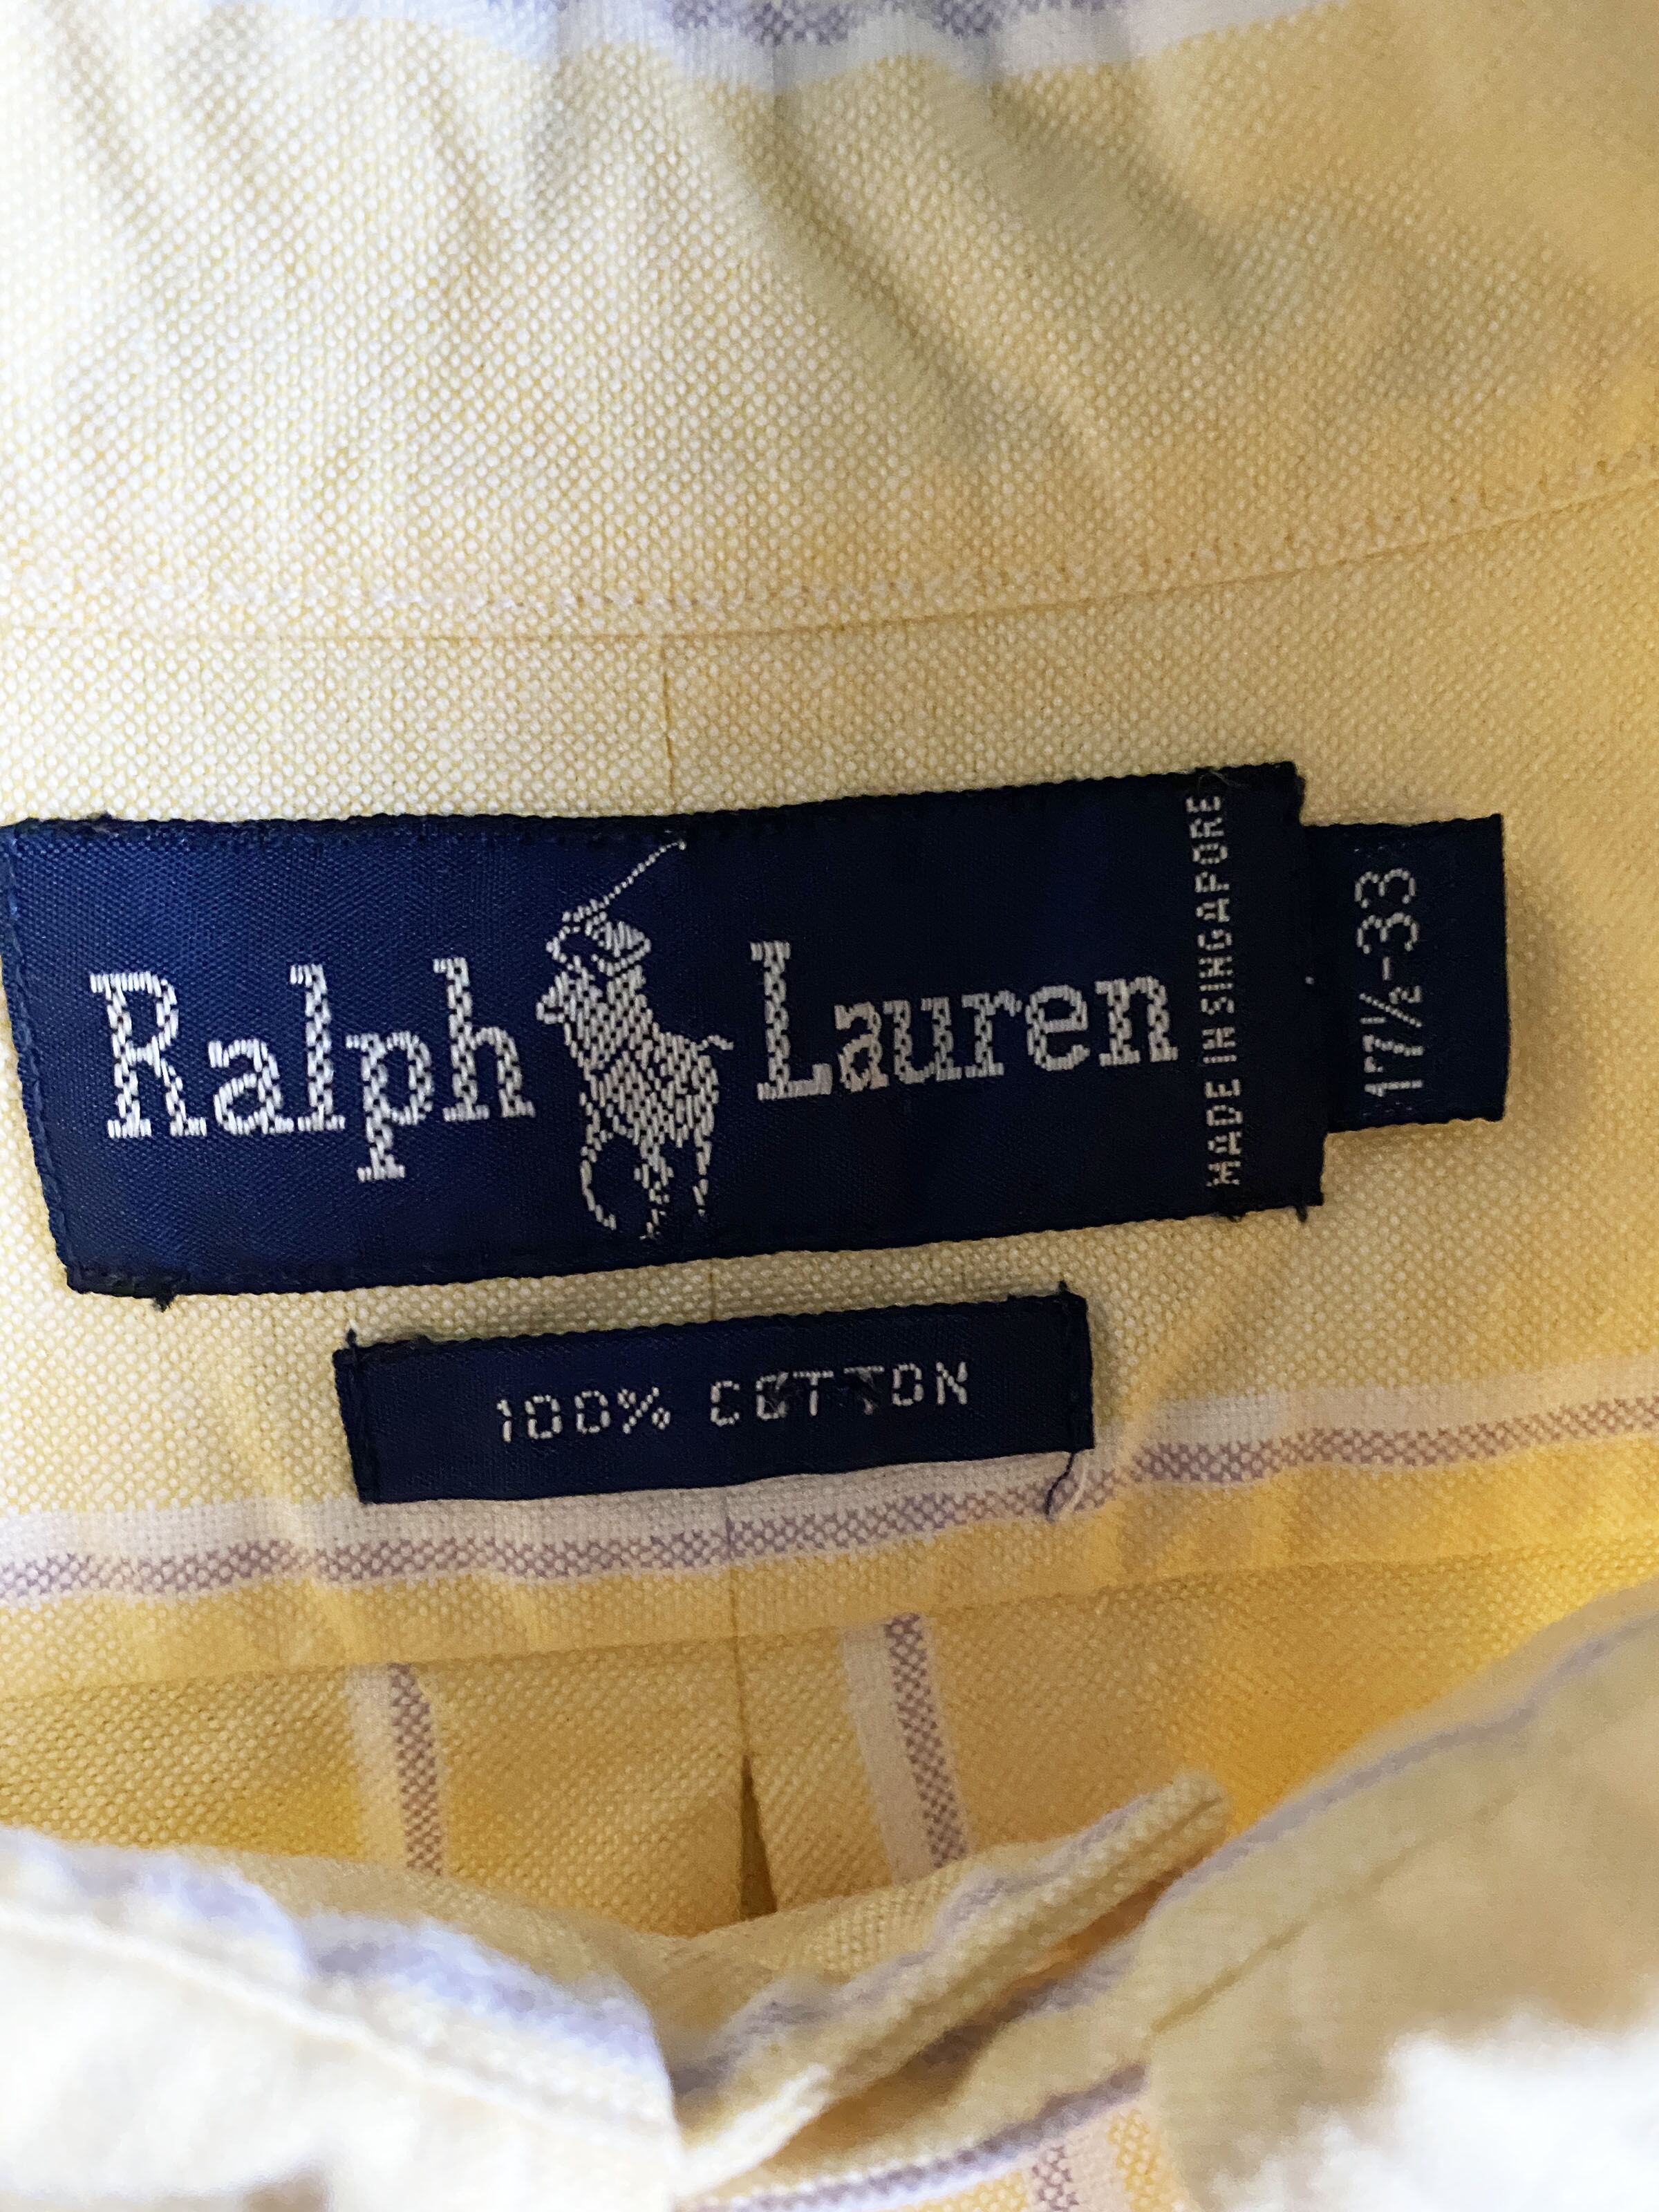 Ralph Lauren
MADE IN SINGAPORE
17½-33
100% COTTON